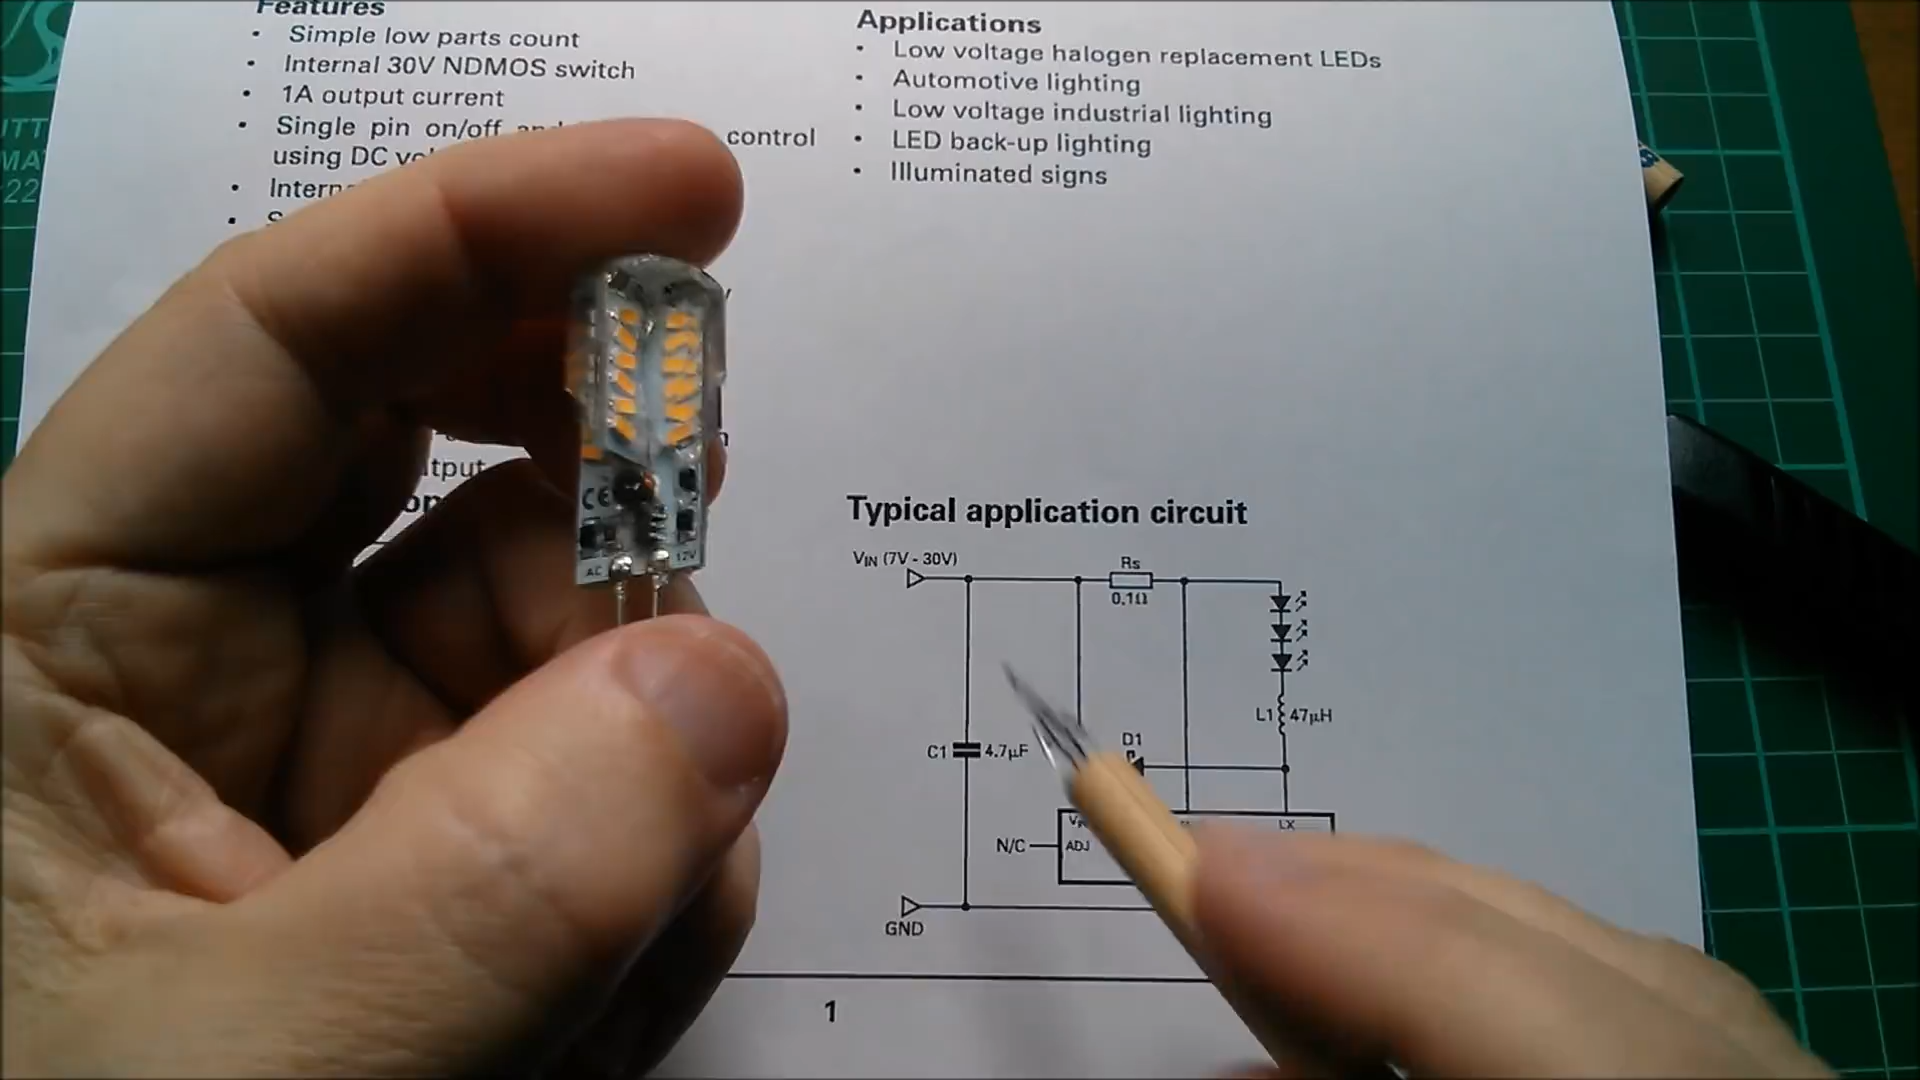 Features
• Simple low parts count
• Internal 30V NDMOS switch
• 1A output current
• Single pin on/off control
using DC
•
•
Applications
• Low voltage halogen replacement LEDs
• Automotive lighting
• Low voltage industrial lighting
• LED back-up lighting
• Illuminated signs
CE
AC
12V
Typical application circuit
VIN (7V - 30V)
Rs
0.1Ω
L1
47µH
D1
C1
4.7µF
LX
N/C
ADJ
GND
1
22